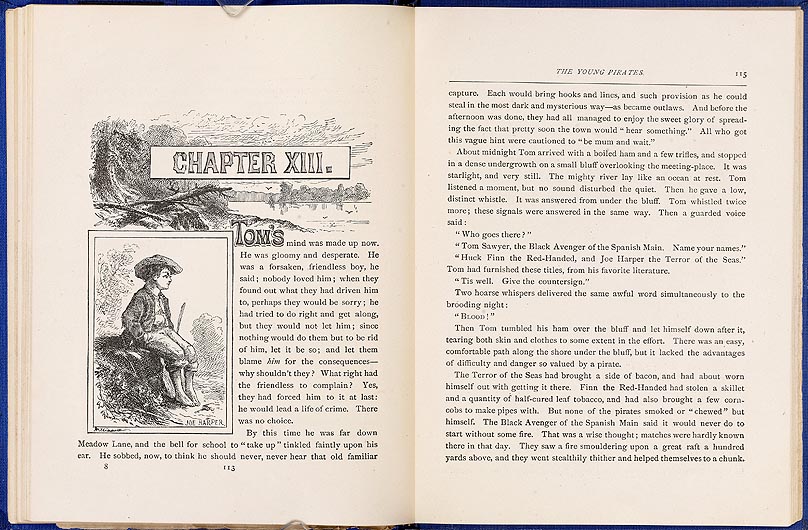 CHAPTER XIII.
TOM'S mind was made up now.
He was gloomy and desperate. He
was a forsaken, friendless boy, he
said; nobody loved him; when they
found out what they had driven him
to, perhaps they would be sorry; he
had tried to do right and get along,
but they would not let him; since
nothing would do them but to be rid
of him, let it be so; and let them
blame him for the consequences—
why shouldn't they? What right had
the friendless to complain? Yes,
they had forced him to it at last:
he would lead a life of crime. There
was no choice.
By this time he was far down
Meadow Lane, and the bell for school to "take up" tinkled faintly upon his
ear. He sobbed, now, to think he should never, never hear that old familiar
8
113
JOE HARPER.
THE YOUNG PIRATES.
115
capture. Each would bring hooks and lines, and such provision as he could
steal in the most dark and mysterious way—as became outlaws. And before the
afternoon was done, they had all managed to enjoy the sweet glory of spread-
ing the fact that pretty soon the town would "hear something." All who got
this vague hint were cautioned to "be mum and wait."
About midnight Tom arrived with a boiled ham and a few trifles, and stopped
in a dense undergrowth on a small bluff overlooking the meeting-place. It was
starlight, and very still. The mighty river lay like an ocean at rest. Tom
listened a moment, but no sound disturbed the quiet. Then he gave a low,
distinct whistle. It was answered from under the bluff. Tom whistled twice
more; these signals were answered in the same way. Then a guarded voice
said:
"Who goes there?"
"Tom Sawyer, the Black Avenger of the Spanish Main. Name your names."
"Huck Finn the Red-Handed, and Joe Harper the Terror of the Seas."
Tom had furnished these titles, from his favorite literature.
"Tis well. Give the countersign."
Two hoarse whispers delivered the same awful word simultaneously to the
brooding night:
"BLOOD!"
Then Tom tumbled his ham over the bluff and let himself down after it,
tearing both skin and clothes to some extent in the effort. There was an easy,
comfortable path along the shore under the bluff, but it lacked the advantages
of difficulty and danger so valued by a pirate.
The Terror of the Seas had brought a side of bacon, and had about worn
himself out with getting it there. Finn the Red-Handed had stolen a skillet
and a quantity of half-cured leaf tobacco, and had also brought a few corn-
cobs to make pipes with. But none of the pirates smoked or "chewed" but
himself. The Black Avenger of the Spanish Main said it would never do to
start without some fire. That was a wise thought; matches were hardly known
there in that day. They saw a fire smouldering upon a great raft a hundred
yards above, and they went stealthily thither and helped themselves to a chunk.